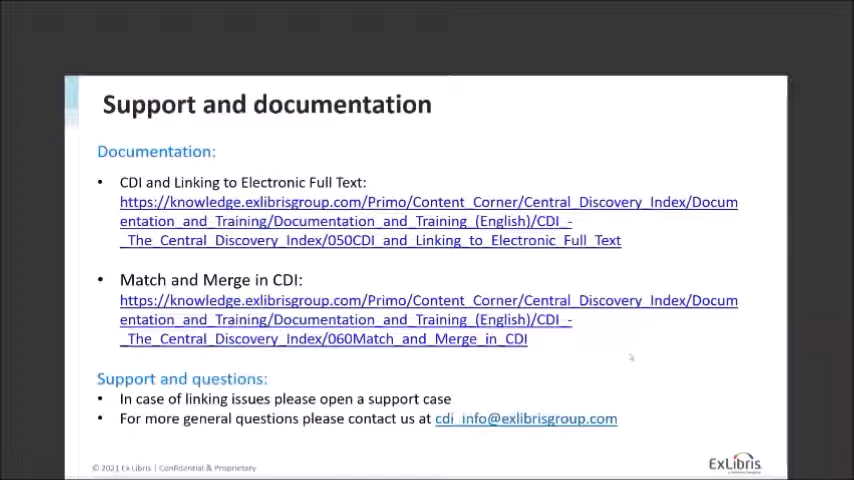 Support and documentation
Documentation:
• CDI and Linking to Electronic Full Text:
https://knowledge.exlibrisgroup.com/Primo/Content_Corner/Central_Discovery_Index/Docum
entation_and_Training/Documentation_and_Training_(English)/CDI_-
_The_Central_Discovery_Index/050CDI_and_Linking_to_Electronic_Full_Text
• Match and Merge in CDI:
https://knowledge.exlibrisgroup.com/Primo/Content_Corner/Central_Discovery_Index/Docum
entation_and_Training/Documentation_and_Training_(English)/CDI_-
_The_Central_Discovery_Index/060Match_and_Merge_in_CDI
Support and questions:
• In case of linking issues please open a support case
• For more general questions please contact us at cdi_info@exlibrisgroup.com
© 2021 Ex Libris | Confidential & Proprietary
ExLibris